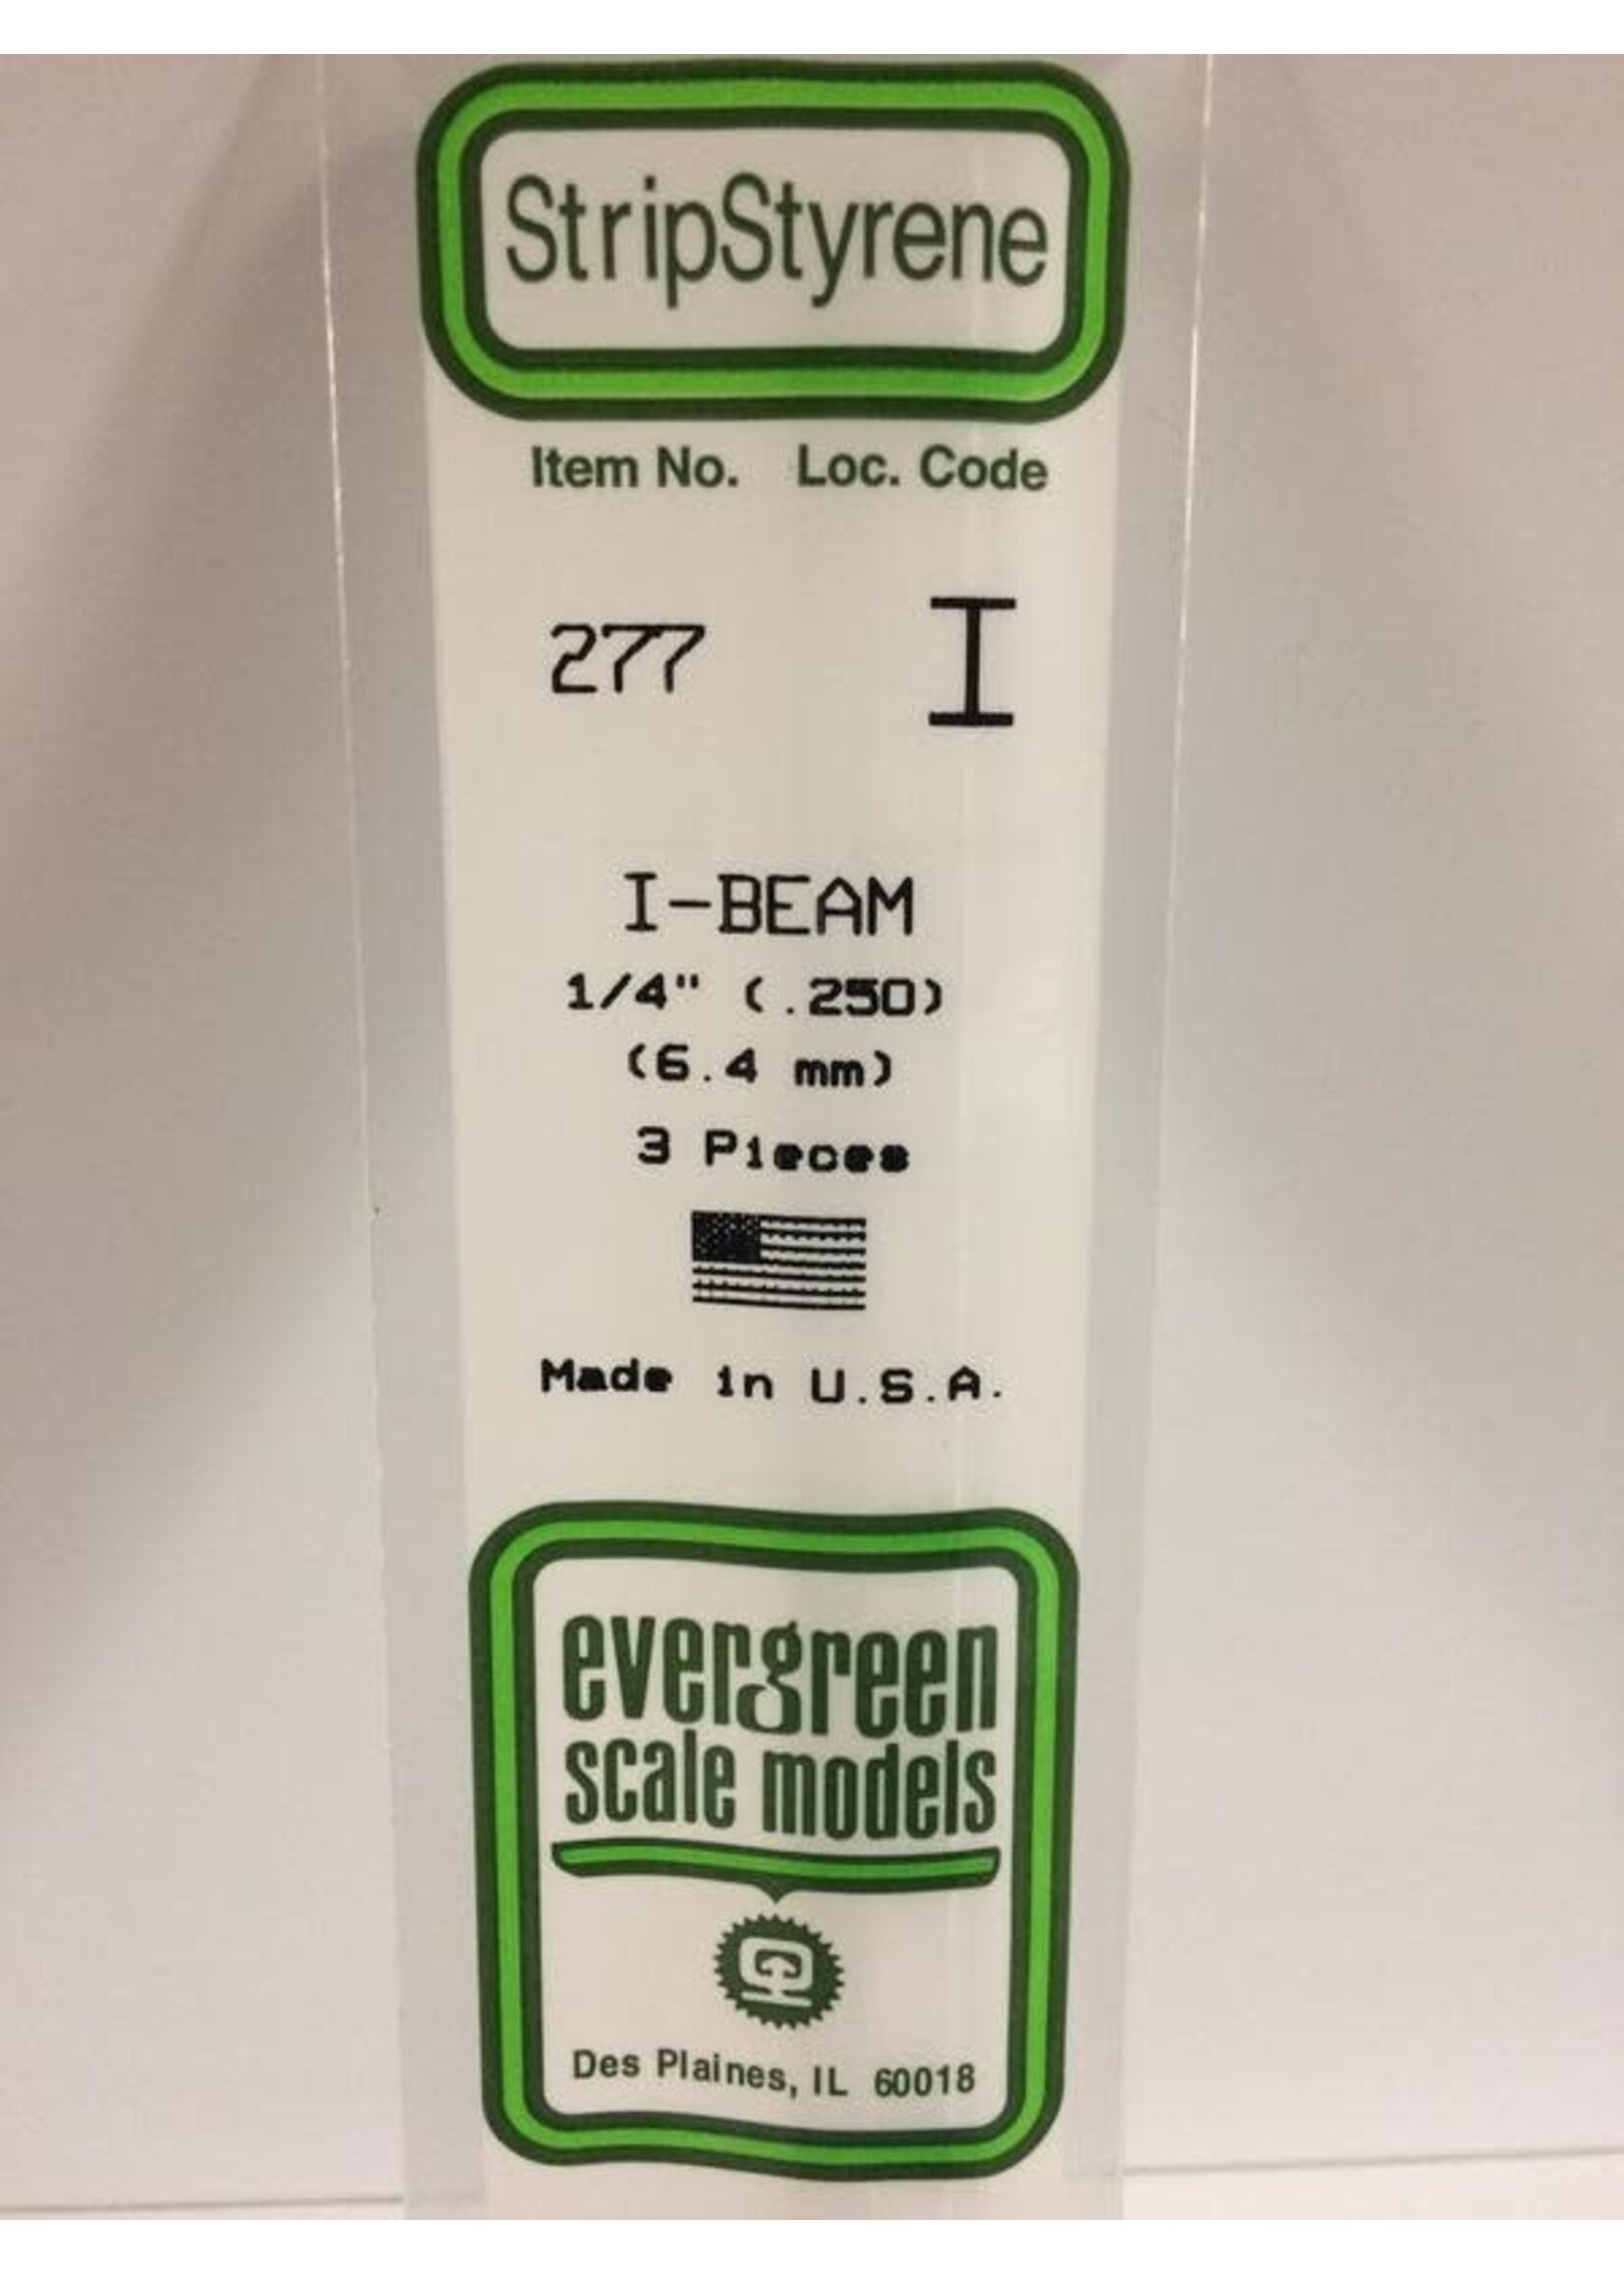 StripStyrene
Item No. Loc. Code
277 I
I-BEAM
1/4" (.250)
(6.4 mm)
3 Pieces
Made in U.S.A.
evergreen
scale models
Des Plaines, IL 60018